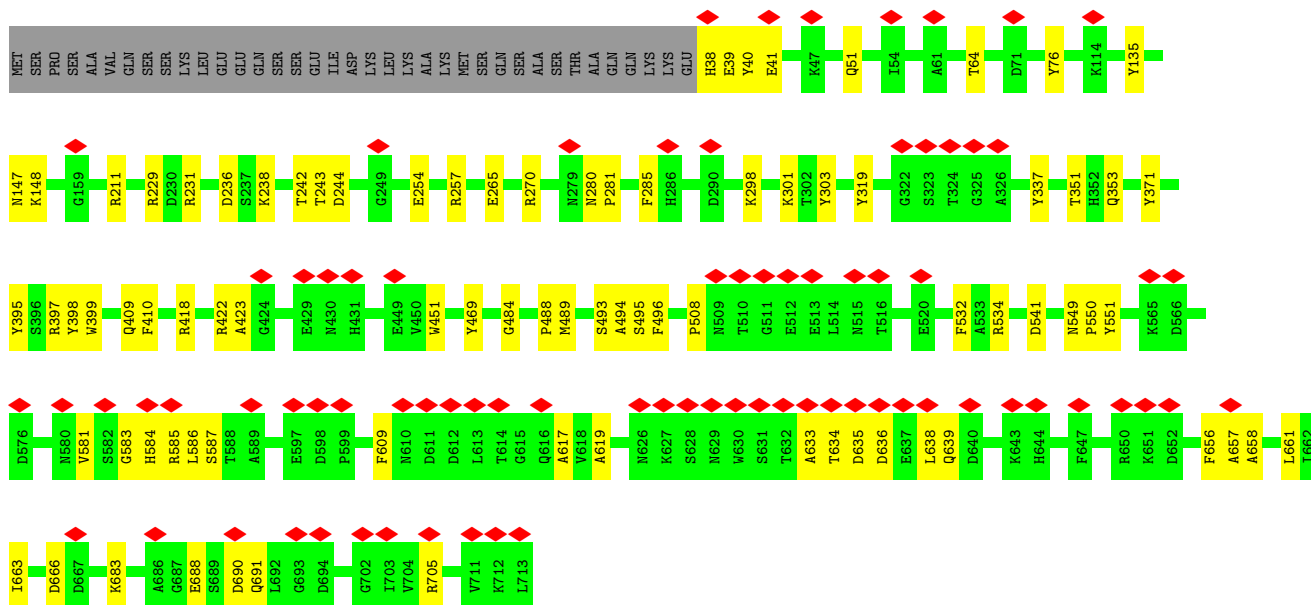 MET SER PRO SER ALA VAL GLN SER SER LYS LEU GLU GLU GLN SER SER GLU ILE ASP LYS LEU LYS ALA LYS MET SER GLN SER ALA SER THR ALA GLN GLN LYS LYS GLU H38 E39 Y40 E41 K47 Q51 I54 A61 T64 D71 Y76 K114 Y135
N147 K148 G159 R211 R229 D230 R231 D236 S237 K238 T242 T243 D244 G249 E254 R257 E265 R270 N279 N280 P281 F285 H286 D290 K298 K301 T302 Y303 Y319 G322 S323 T324 G325 A326 Y337 T351 H352 Q353 Y371
Y395 S396 R397 Y398 W399 Q409 F410 R418 R422 A423 G424 E429 N430 H431 E449 V450 W451 Y469 G484 P488 M489 S493 A494 S495 F496 P508 N509 T510 G511 E512 E513 L514 N515 T516 E520 F532 A533 R534 D541 N549 P550 Y551 K565 D566
D576 N580 V581 S582 G583 H584 R585 L586 S587 T588 A589 E597 D598 P599 F609 N610 D611 D612 L613 T614 G615 Q616 A617 V618 A619 N626 K627 S628 N629 W630 S631 T632 A633 T634 D635 D636 E637 L638 Q639 D640 K643 H644 F647 R650 K651 D652 F656 A657 A658 L661 I662
I663 D666 D667 K683 A686 G687 E688 S689 D690 Q691 L692 G693 D694 G702 I703 V704 R705 V711 K712 L713